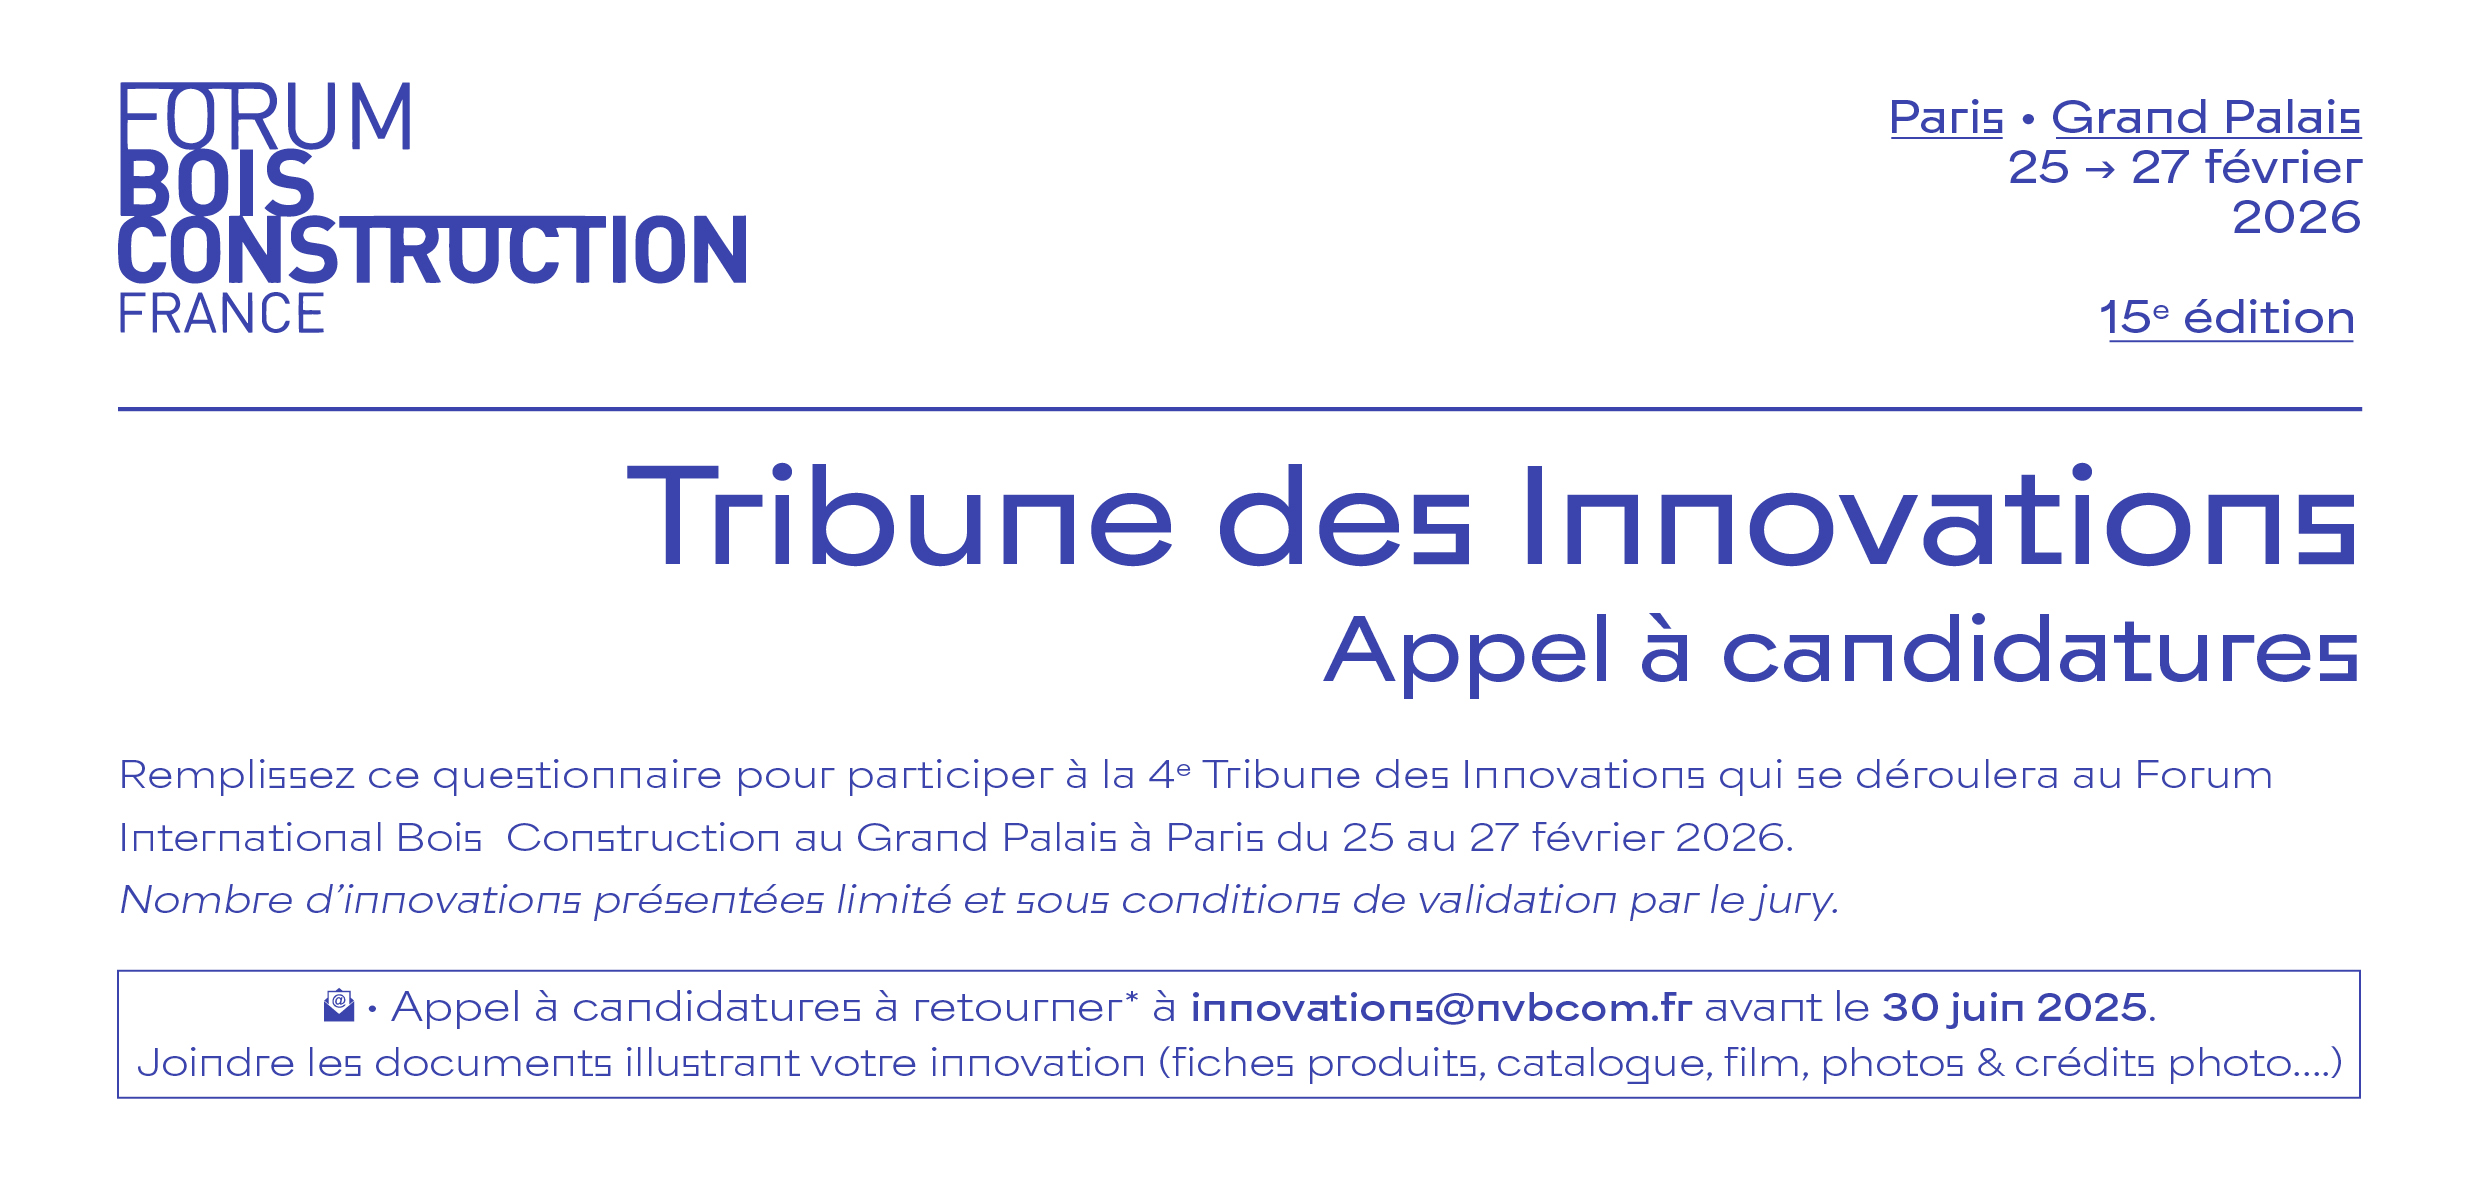 FORUM
BOIS
CONSTRUCTION
FRANCE
Paris • Grand Palais
25 → 27 février
2026
15e édition
Tribune des Innovations
Appel à candidatures
Remplissez ce questionnaire pour participer à la 4e Tribune des Innovations qui se déroulera au Forum
International Bois  Construction au Grand Palais à Paris du 25 au 27 février 2026.
Nombre d’innovations présentées limité et sous conditions de validation par le jury.
• Appel à candidatures à retourner* à innovations@nvbcom.fr avant le 30 juin 2025.
Joindre les documents illustrant votre innovation (fiches produits, catalogue, film, photos & crédits photo....)